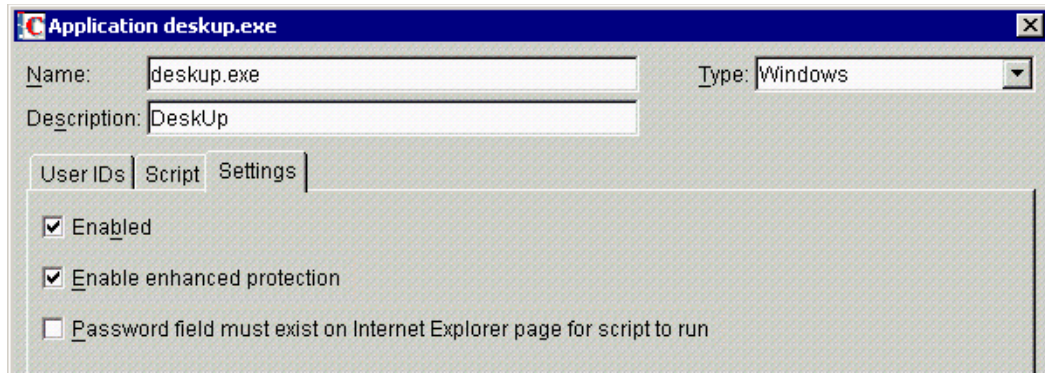 Application deskup.exe
Name: deskup.exe Type: Windows
Description: DeskUp
User IDs Script Settings
Enabled
Enable enhanced protection
Password field must exist on Internet Explorer page for script to run